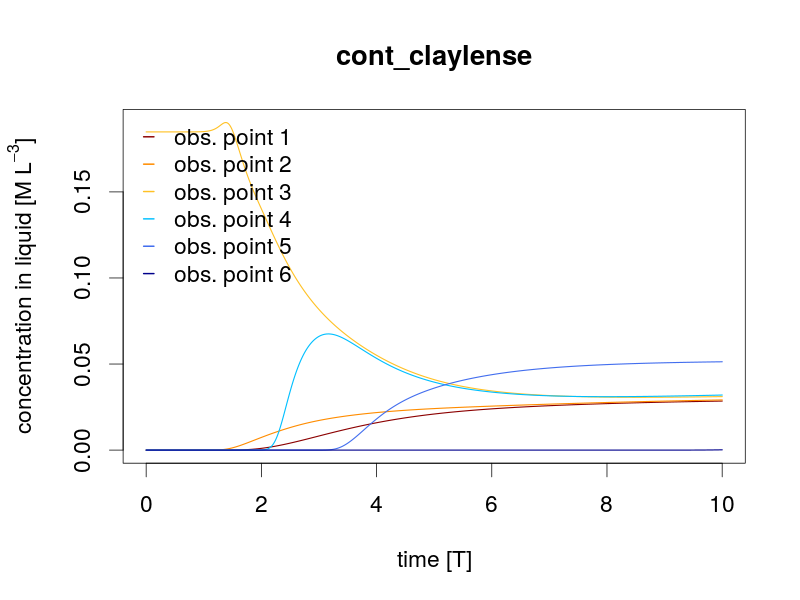 cont_claylense
concentration in liquid [M L⁻³]
obs. point 1
obs. point 2
obs. point 3
obs. point 4
obs. point 5
obs. point 6
0.15
0.10
0.05
0.00
0 2 4 6 8 10
time [T]